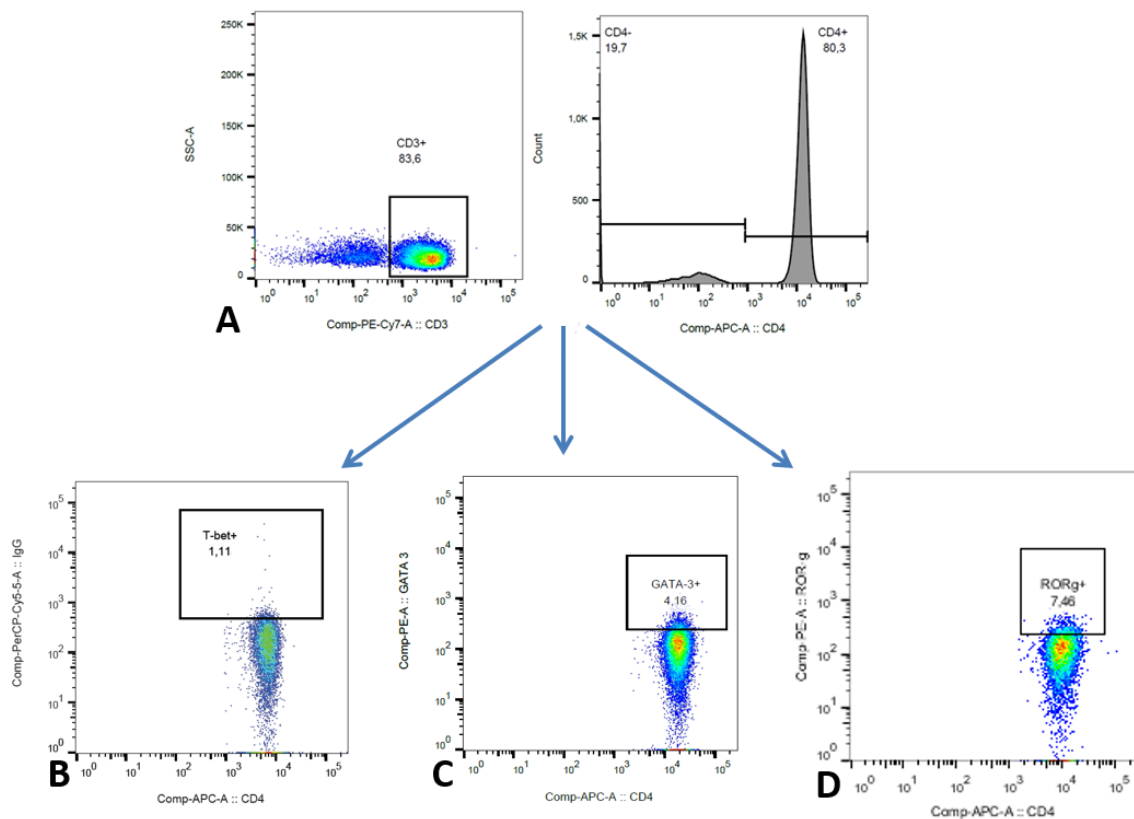 250K
200K
150K
100K
50K
0
SSC-A
CD3+
83,6
10^0 10^1 10^2 10^3 10^4 10^5
Comp-PE-Cy7-A :: CD3
A
1,5K
1,0K
500
0
Count
CD4-
19,7
CD4+
80,3
10^0 10^2 10^3 10^4 10^5
Comp-APC-A :: CD4
10^5
10^4
10^3
10^2
10^1
10^0
Comp-PerCP-Cy5-5-A :: IgG
T-bet+
1,11
10^0 10^1 10^2 10^3 10^4 10^5
Comp-APC-A :: CD4
B
10^5
10^4
10^3
10^2
10^1
10^0
Comp-PE-A :: GATA 3
GATA-3+
4,16
10^0 10^1 10^2 10^3 10^4 10^5
Comp-APC-A :: CD4
C
10^5
10^4
10^3
10^2
10^1
10^0
Comp-PE-A :: ROR-g
RORg+
7,46
10^0 10^1 10^2 10^3 10^4 10^5
Comp-APC-A :: CD4
D